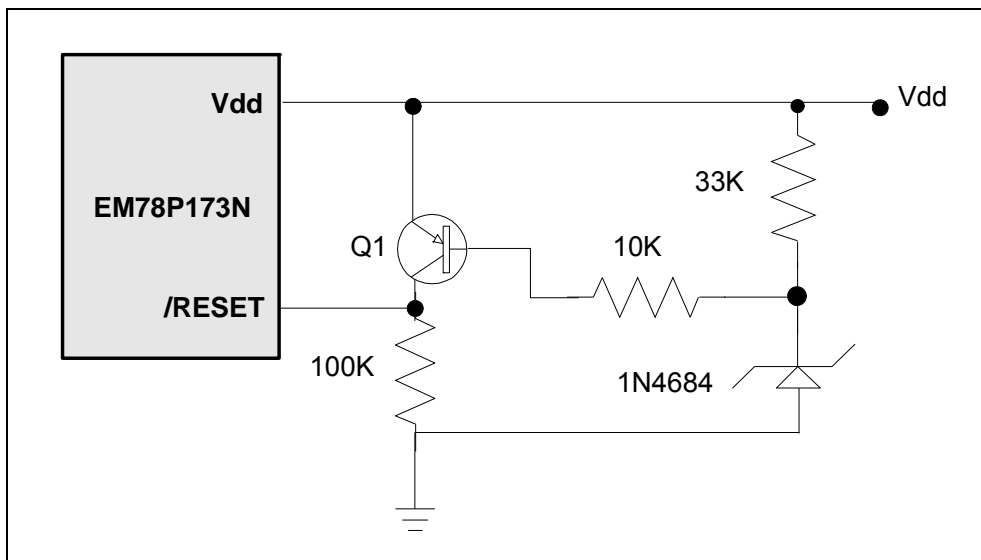 Vdd
Vdd
EM78P173N
33K
Q1
10K
/RESET
100K
1N4684